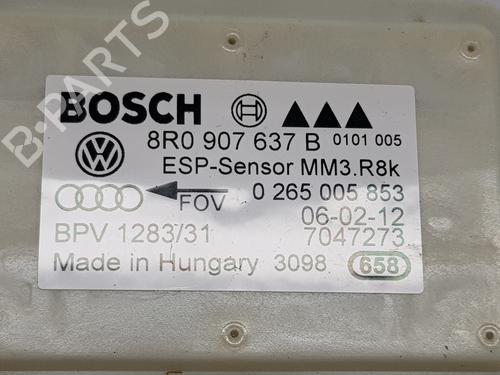 BOSCH
8R0 907 637 B 0101 005
ESP-Sensor MM3.R8k
FOV 0 265 005 853
06-02-12
BPV 1283/31 7047273
Made in Hungary 3098 658
B-PARTS